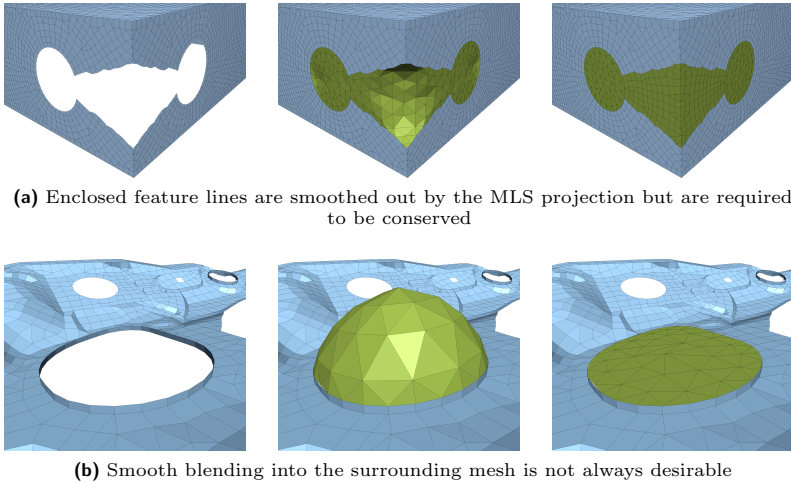 (a) Enclosed feature lines are smoothed out by the MLS projection but are required
to be conserved
(b) Smooth blending into the surrounding mesh is not always desirable